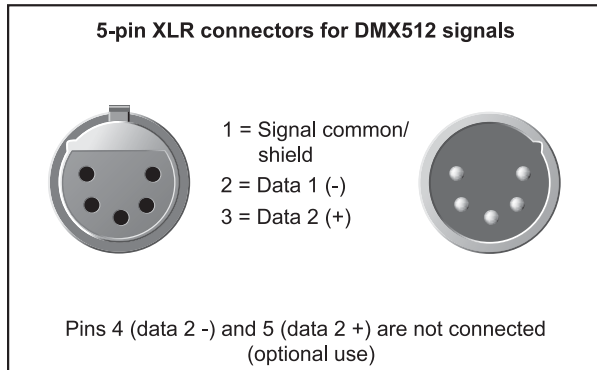 5-pin XLR connectors for DMX512 signals
1 = Signal common/
shield
2 = Data 1 (-)
3 = Data 2 (+)
Pins 4 (data 2 -) and 5 (data 2 +) are not connected
(optional use)